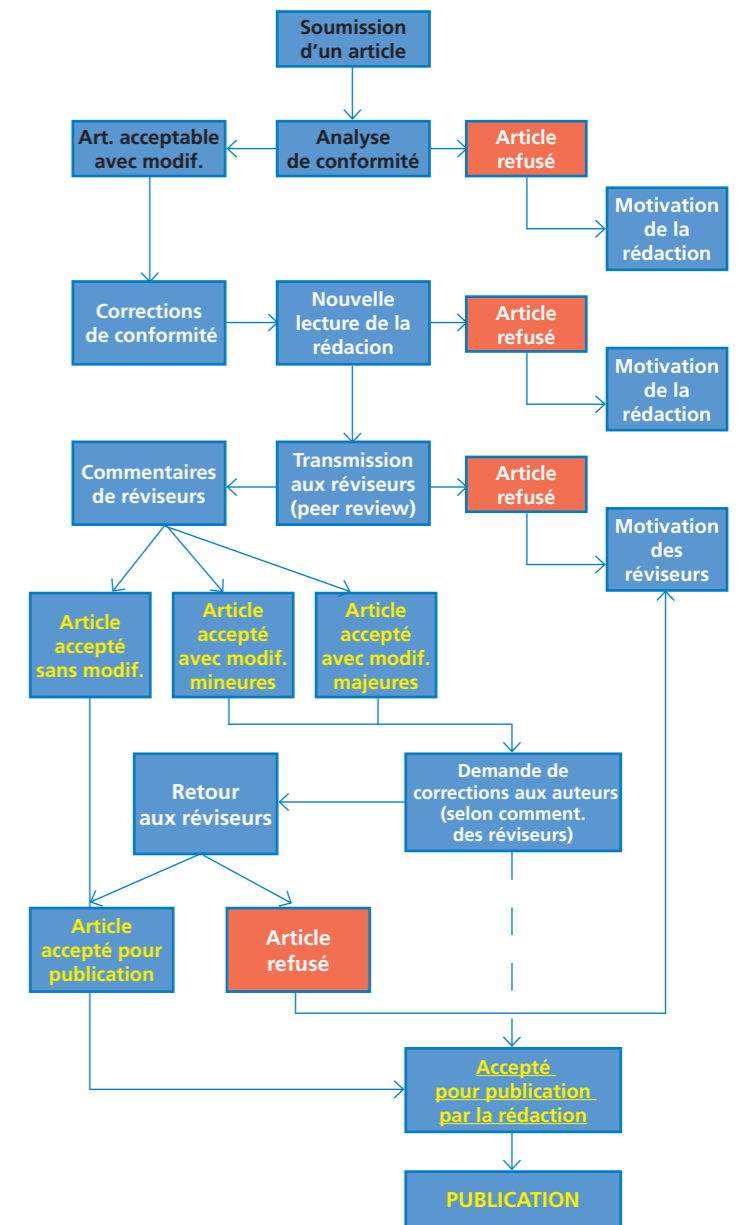 Soumission
d’un article
Art. acceptable
avec modif.
Analyse
de conformité
Article
refusé
Motivation
de la
rédaction
Corrections
de conformité
Nouvelle
lecture de la
rédacion
Article
refusé
Motivation
de la
rédaction
Commentaires
de réviseurs
Transmission
aux réviseurs
(peer review)
Article
refusé
Motivation
des
réviseurs
Article
accepté
sans modif.
Article
accepté
avec modif.
mineures
Article
accepté
avec modif.
majeures
Retour
aux réviseurs
Demande de
corrections aux auteurs
(selon comment.
des réviseurs)
Article
accepté pour
publication
Article
refusé
Accepté
pour publication
par la rédaction
PUBLICATION